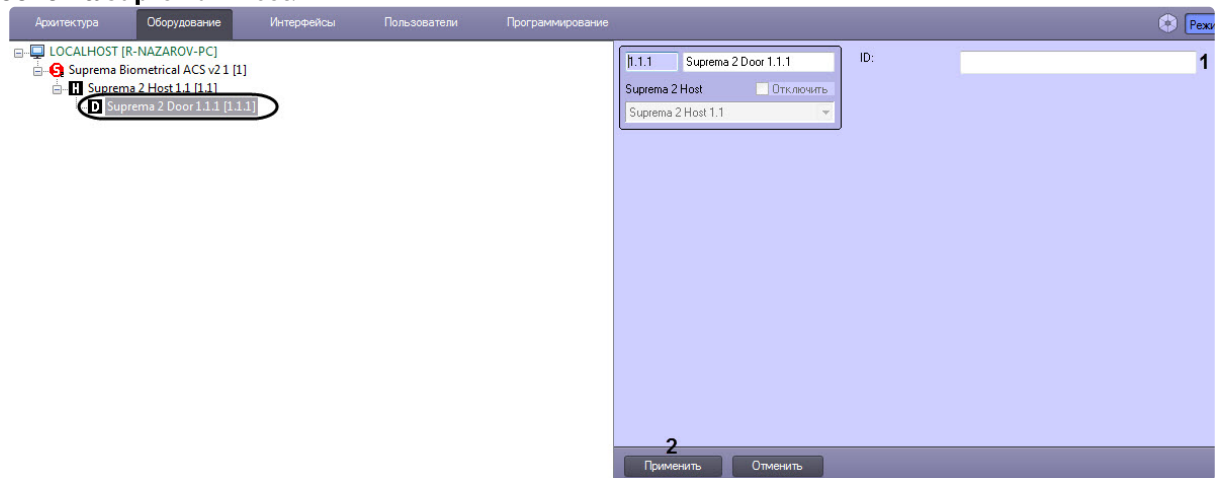 Архитектура Оборудование Интерфейсы Пользователи Программирование
LOCALHOST [R-NAZAROV-PC]
Suprema Biometrical ACS v2 1 [1]
H Suprema 2 Host 1.1 [1.1]
D Suprema 2 Door 1.1.1 [1.1.1]
1.1.1 Suprema 2 Door 1.1.1
Suprema 2 Host Отключить
Suprema 2 Host 1.1
ID: 1
2
Применить Отменить